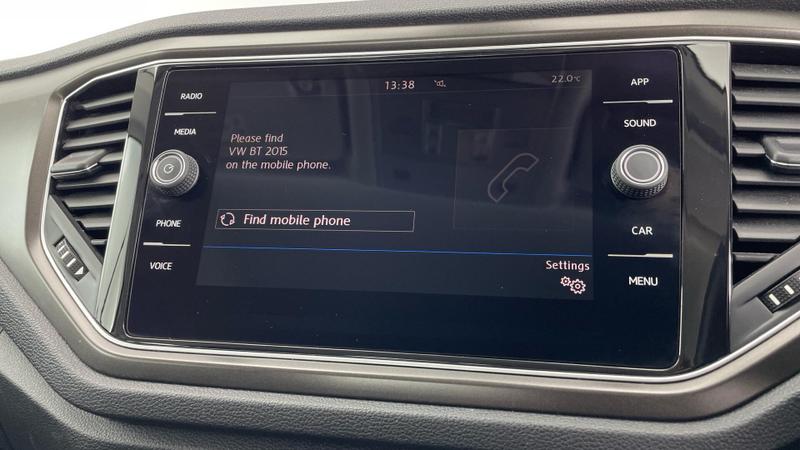 RADIO
MEDIA
PHONE
VOICE
13:38
22.0°C
Please find
VW BT 2015
on the mobile phone.
Find mobile phone
Settings
APP
SOUND
CAR
MENU